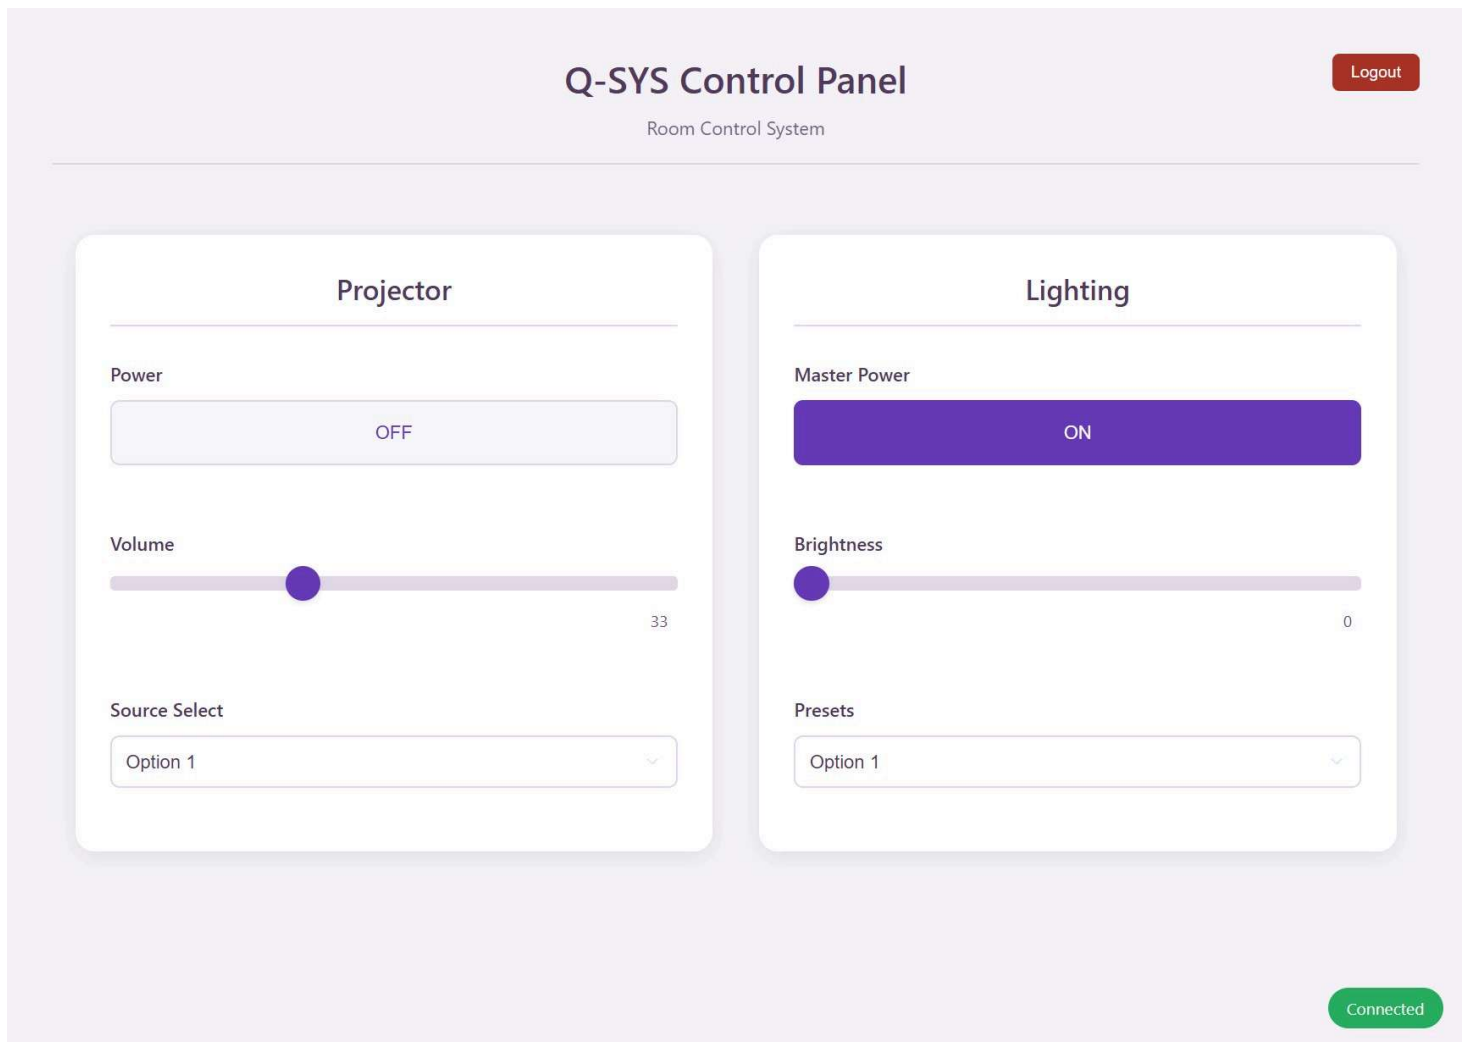 Q-SYS Control Panel
Logout
Room Control System
Projector
Power
OFF
Volume
33
Source Select
Option 1
Lighting
Master Power
ON
Brightness
0
Presets
Option 1
Connected